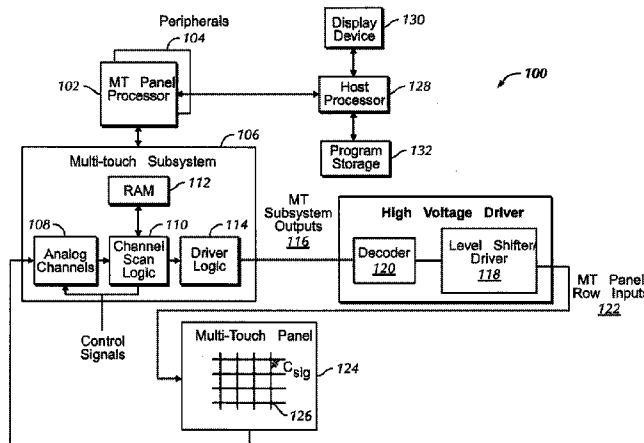 Peripherals
104
102
MT Panel
Processor
Display
Device
130
Host
Processor
128
100
Program
Storage
132
106
Multi-touch Subsystem
RAM
112
108
110
114
Analog
Channels
Channel
Scan
Logic
Driver
Logic
Control
Signals
MT
Subsystem
Outputs
116
High Voltage Driver
Decoder
120
Level Shifter/
Driver
118
MT Panel
Row Inputs
122
Multi-Touch Panel
124
Csig
126